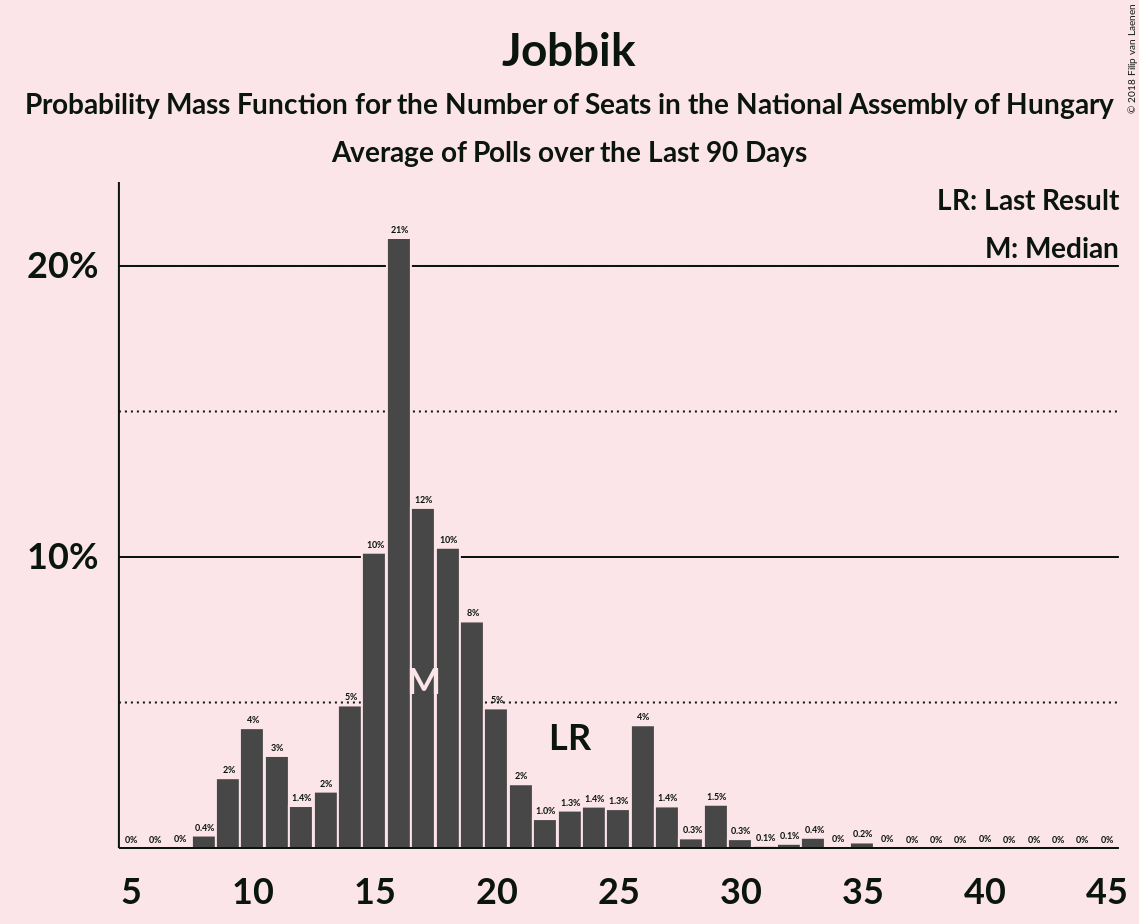 Jobbik
Probability Mass Function for the Number of Seats in the National Assembly of Hungary
Average of Polls over the Last 90 Days
© 2018 Filip van Laenen
LR: Last Result
M: Median
20%
10%
0% 0% 0% 0.4% 2% 4% 3% 1.4% 2% 5% 10% 21% 12% 10% 8% 5% 2% 1.0% 1.3% 1.4% 1.3% 4% 1.4% 0.3% 1.5% 0.3% 0.1% 0.1% 0.4% 0% 0.2% 0% 0% 0% 0% 0% 0% 0% 0% 0% 0%
M
LR
5 10 15 20 25 30 35 40 45